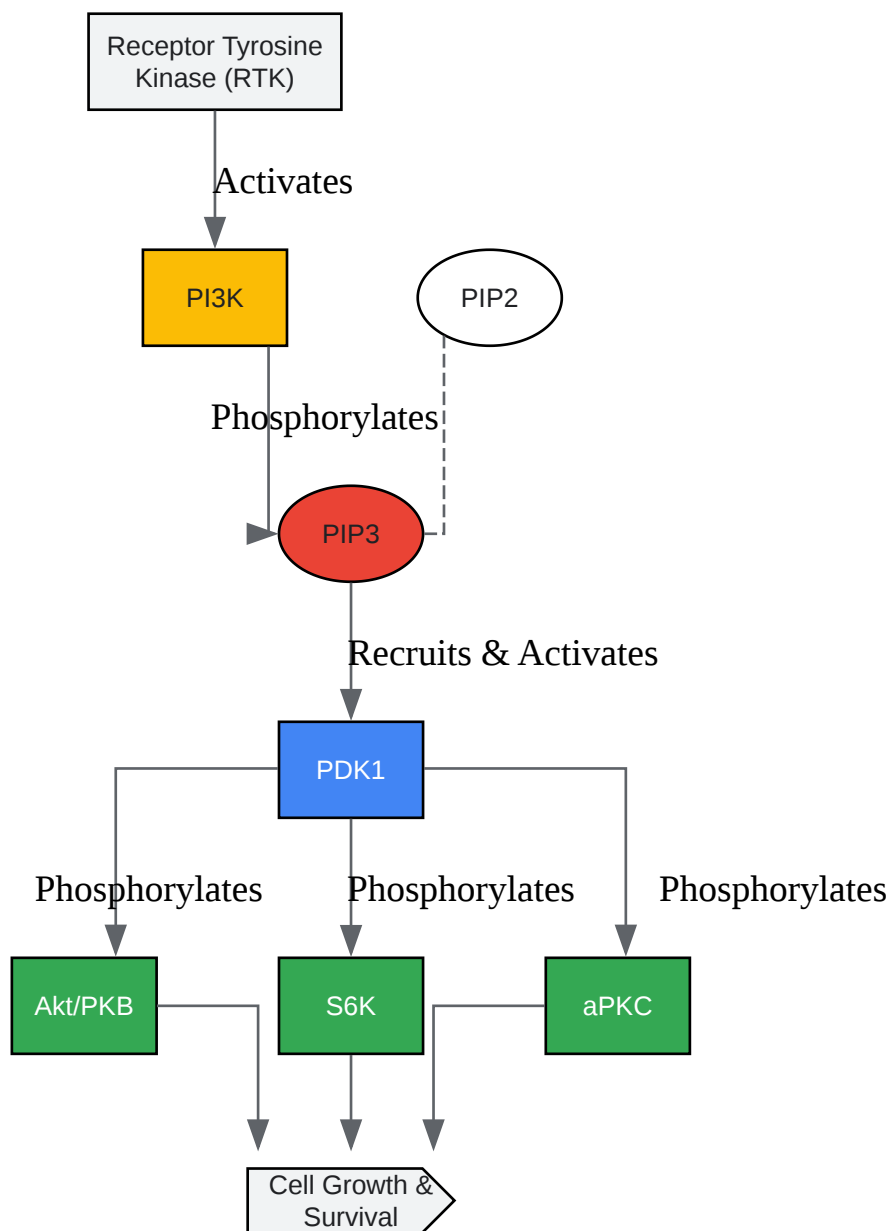 Receptor Tyrosine
Kinase (RTK)
Activates
PI3K
PIP2
Phosphorylates
PIP3
Recruits & Activates
PDK1
Phosphorylates
Phosphorylates
Phosphorylates
Akt/PKB
S6K
aPKC
Cell Growth &
Survival